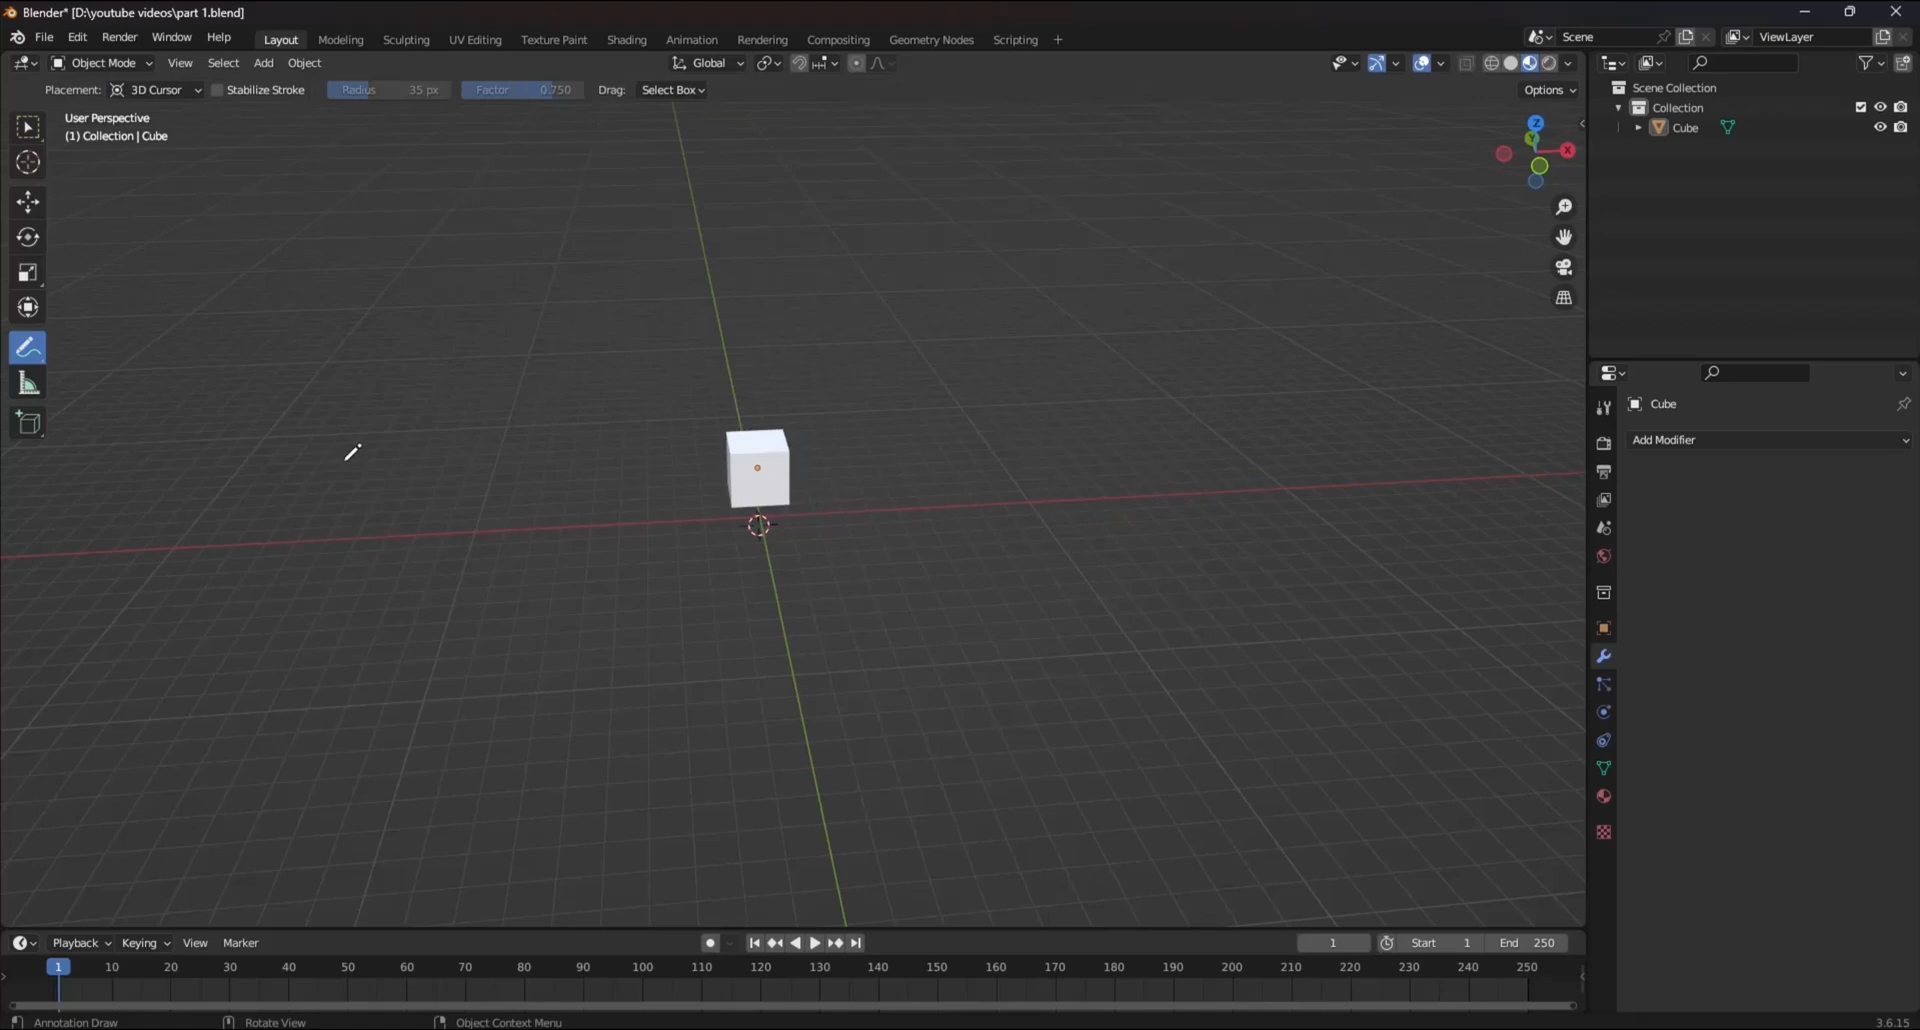 Blender* [D:\youtube videos\part 1.blend]
File Edit Render Window Help Layout Modeling Sculpting UV Editing Texture Paint Shading Animation Rendering Compositing Geometry Nodes Scripting + Scene ViewLayer
Object Mode View Select Add Object Global
Placement: 3D Cursor Stabilize Stroke Radius 35 px Factor 0.750 Drag: Select Box Options
User Perspective
(1) Collection | Cube
Z
Y
X
Scene Collection
Collection
Cube
Cube
Add Modifier
Playback Keying View Marker 1 Start 1 End 250
1 10 20 30 40 50 60 70 80 90 100 110 120 130 140 150 160 170 180 190 200 210 220 230 240 250
Annotation Draw Rotate View Object Context Menu 3.6.15